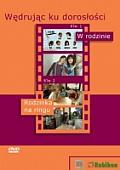 Wędrując ku dorosłości
Film 1
W rodzinie
Film 2
Rodzinka
na ringu
DVD
Rubikon